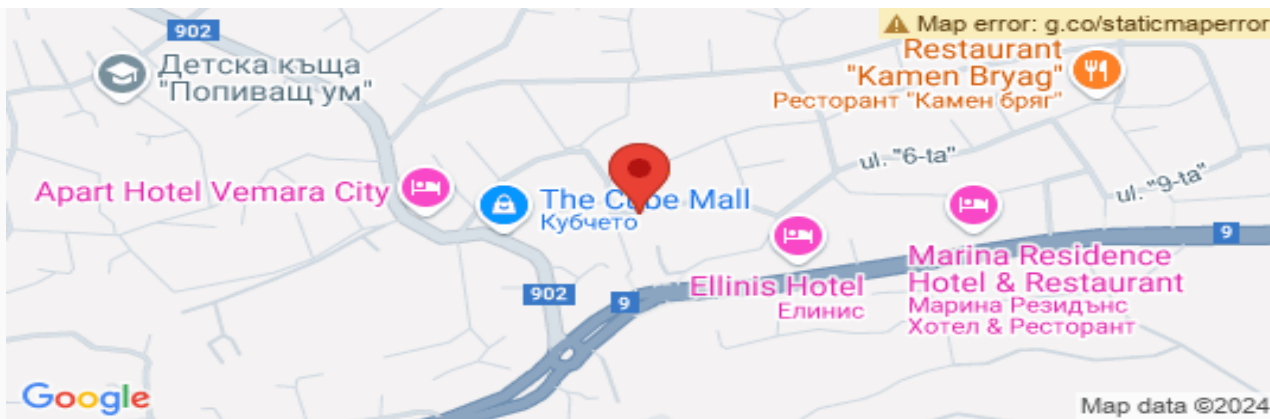 Map error: g.co/staticmaperror
902
Детска къща
"Попиващ ум"
Restaurant
"Kamen Bryag"
Ресторант "Камен бряг"
ul. "6-ta"
ul. "9-ta"
Apart Hotel Vemara City
The Cube Mall
Кубчето
9
Ellinis Hotel
Елинис
Marina Residence
Hotel & Restaurant
Марина Резидънс
Хотел & Ресторант
902
9
Google
Map data ©2024